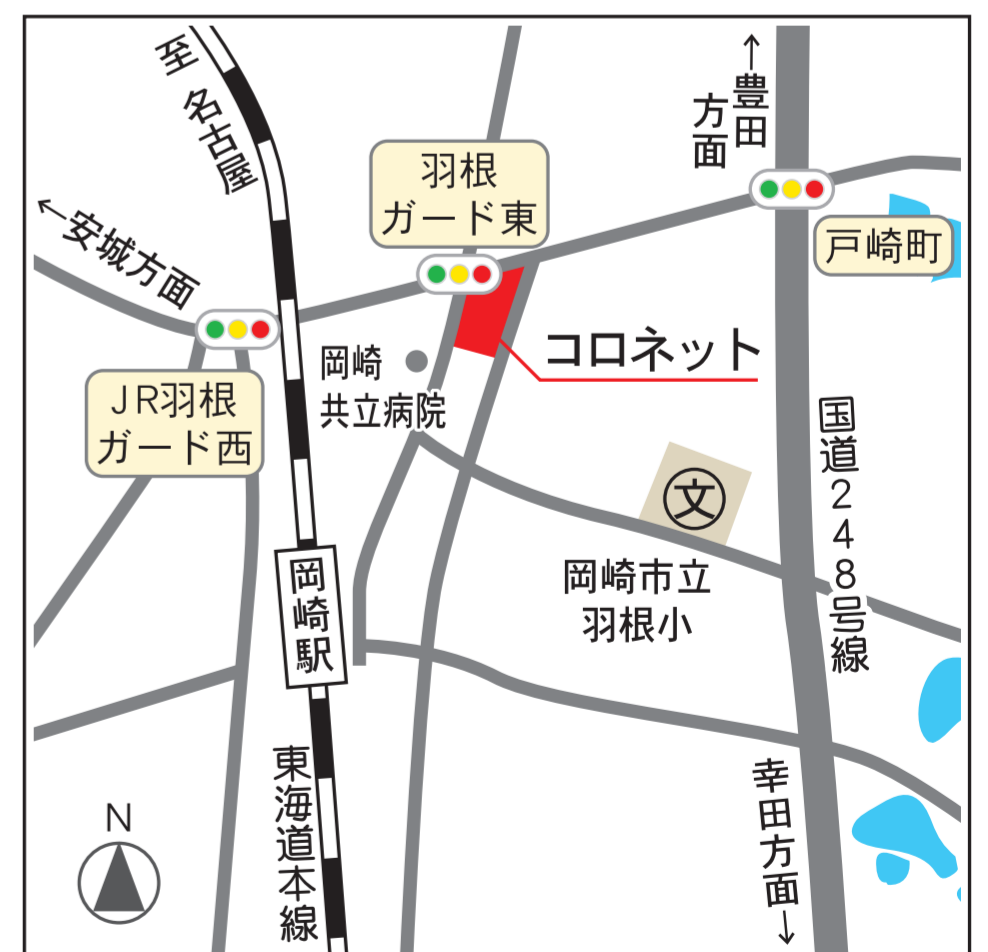 至 名古屋
↑豊田
方面
羽根
ガード東
←安城方面
戸崎町
コロネット
岡崎
共立病院
JR羽根
ガード西
国道248号線
文
岡崎市立
羽根小
岡崎駅
東海道本線
幸田方面→
N